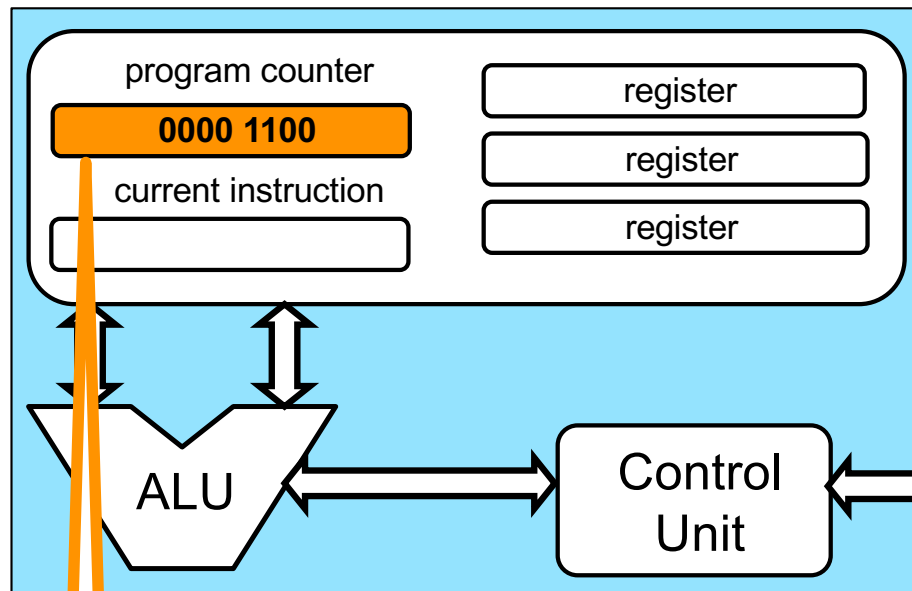 program counter
0000 1100
current instruction
register
register
register
ALU
Control
Unit